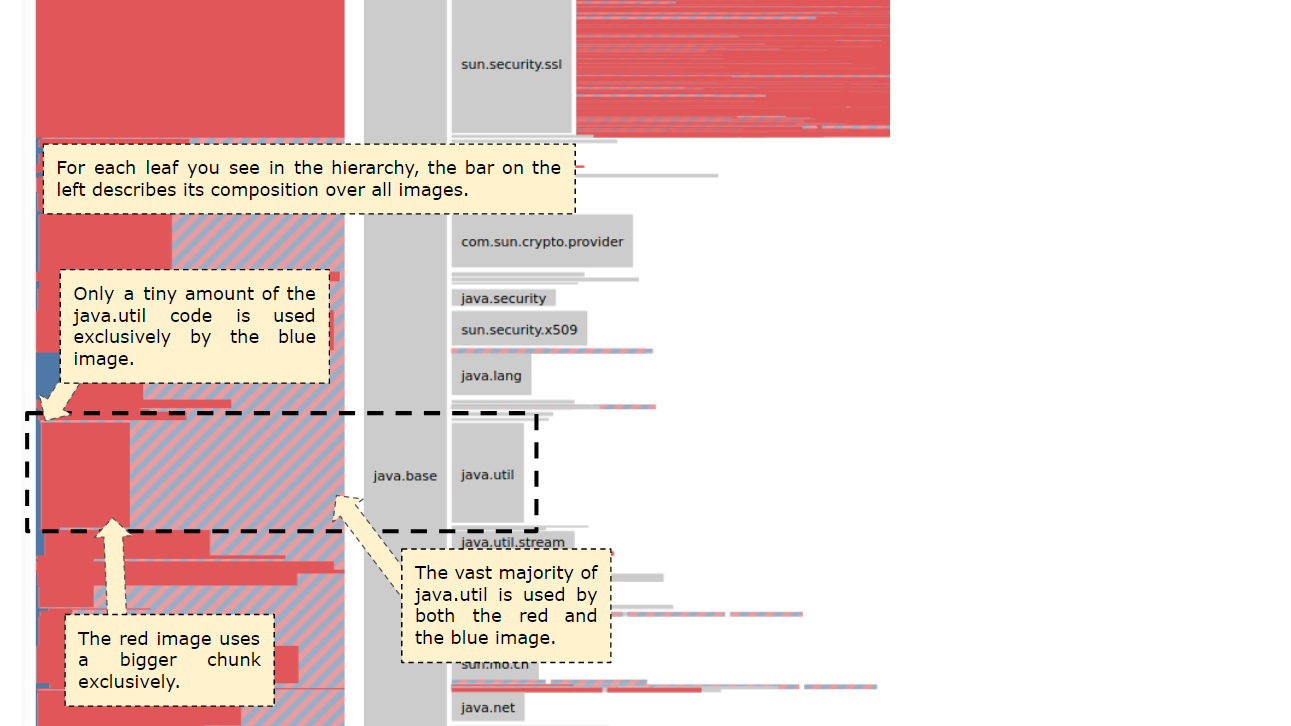 sun.security.ssl
For each leaf you see in the hierarchy, the bar on the
left describes its composition over all images.
com.sun.crypto.provider
Only a tiny amount of the
java.util code is used
exclusively by the blue
image.
java.security
sun.security.x509
java.lang
java.base
java.util
java.util.stream
The vast majority of
java.util is used by
both the red and
the blue image.
The red image uses
a bigger chunk
exclusively.
java.net